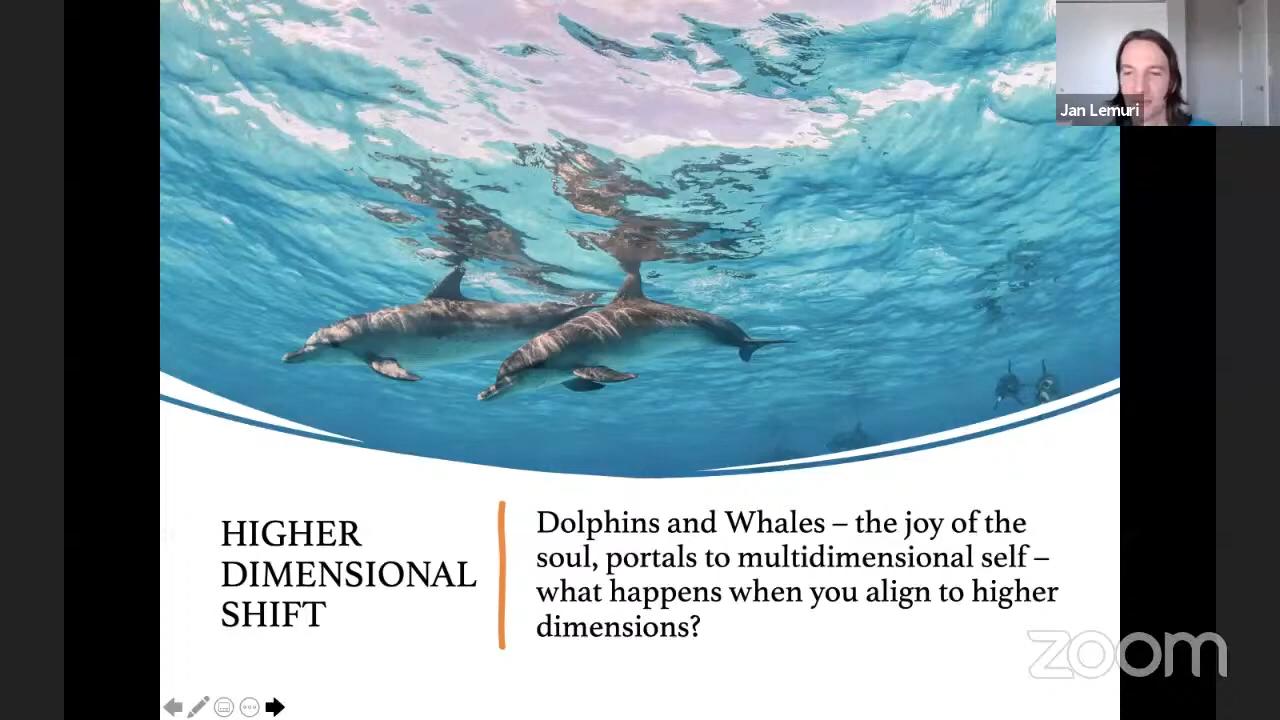 Jan Lemuri
HIGHER
DIMENSIONAL
SHIFT
Dolphins and Whales – the joy of the
soul, portals to multidimensional self –
what happens when you align to higher
dimensions?
zoom